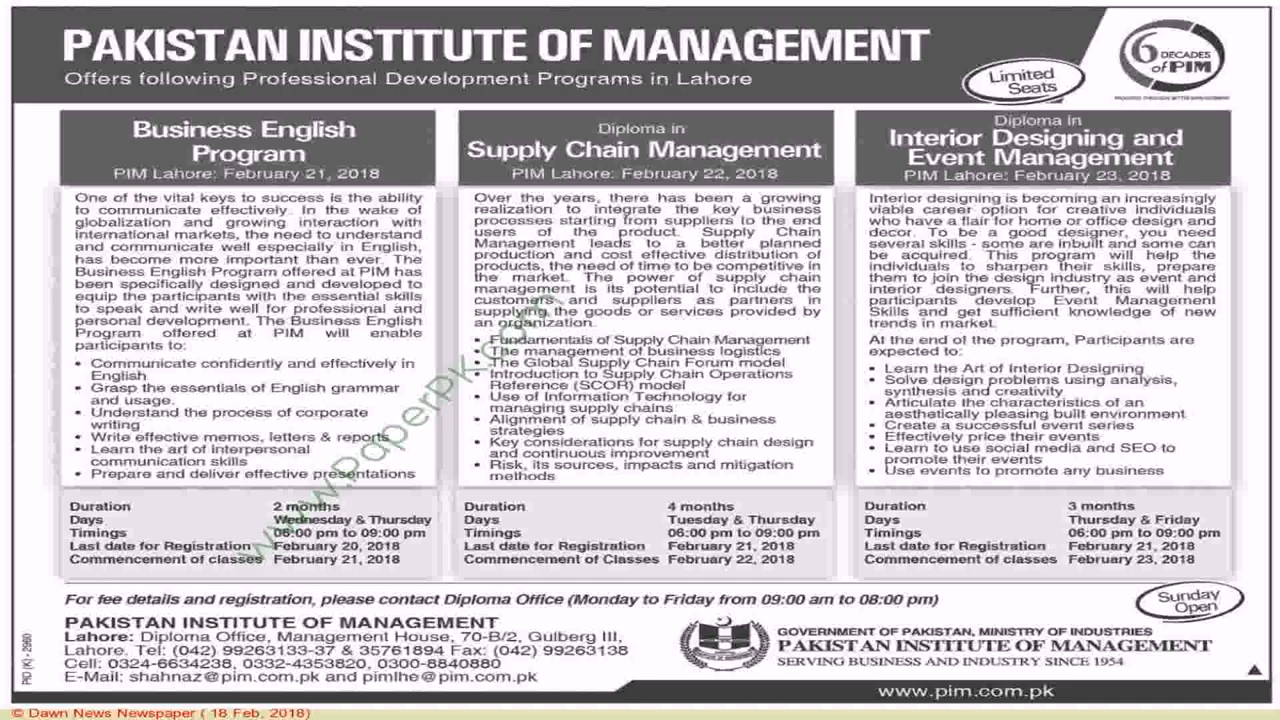 PAKISTAN INSTITUTE OF MANAGEMENT
Offers following Professional Development Programs in Lahore
Limited
Seats
6 DECADES
of PIM
Business English
Program
PIM Lahore: February 21, 2018
One of the vital keys to success is the ability
to communicate effectively. In the wake of
globalization and growing interaction with
international markets, the need to understand
and communicate well especially in English,
has become more important than ever. The
Business English Program offered at PIM has
been specifically designed and developed to
equip the participants with the essential skills
to speak and write well for professional and
personal development. The Business English
Program offered at PIM will enable
participants to:
• Communicate confidently and effectively in
English
• Grasp the essentials of English grammar
and usage.
• Understand the process of corporate
writing
• Write effective memos, letters & reports
• Learn the art of interpersonal
communication skills
• Prepare and deliver effective presentations
Duration 2 months
Days Wednesday & Thursday
Timings 06:00 pm to 09:00 pm
Last date for Registration February 20, 2018
Commencement of classes February 21, 2018
Diploma in
Supply Chain Management
PIM Lahore: February 22, 2018
Over the years, there has been a growing
realization to integrate the key business
processes starting from suppliers to the end
users of the product. Supply Chain
Management leads to a better planned
production and cost effective distribution of
products, the need of time to be competitive in
the market. The power of supply chain
management is its potential to include the
customers and suppliers as partners in
supplying the goods or services provided by
an organization.
• Fundamentals of Supply Chain Management
• The management of business logistics
• The Global Supply Chain Forum model
• Introduction to Supply Chain Operations
Reference (SCOR) model
• Use of Information Technology for
managing supply chains
• Alignment of supply chain & business
strategies
• Key considerations for supply chain design
and continuous improvement
• Risk, its sources, impacts and mitigation
methods
Duration 4 months
Days Tuesday & Thursday
Timings 06:00 pm to 09:00 pm
Last date for Registration February 21, 2018
Commencement of Classes February 22, 2018
Diploma in
Interior Designing and
Event Management
PIM Lahore: February 23, 2018
Interior designing is becoming an increasingly
viable career option for creative individuals
who have a flair for home or office design and
decor. To be a good designer, you need
several skills - some are inbuilt and some can
be acquired. This program will help the
individuals to sharpen their skills, prepare
them to join the design industry as event and
interior designers. Further, this will help
participants develop Event Management
Skills and get sufficient knowledge of new
trends in market.
At the end of the program, Participants are
expected to:
• Learn the Art of Interior Designing
• Solve design problems using analysis,
synthesis and creativity
• Articulate the characteristics of an
aesthetically pleasing built environment
• Create a successful event series
• Effectively price their events
• Learn to use social media and SEO to
promote their events
• Use events to promote any business
Duration 3 months
Days Thursday & Friday
Timings 06:00 pm to 09:00 pm
Last date for Registration February 21, 2018
Commencement of classes February 23, 2018
www.PaperPK.com
For fee details and registration, please contact Diploma Office (Monday to Friday from 09:00 am to 08:00 pm)
Sunday
Open
PAKISTAN INSTITUTE OF MANAGEMENT
Lahore: Diploma Office, Management House, 70-B/2, Gulberg III,
Lahore. Tel: (042) 99263133-37 & 35761894 Fax: (042) 99263138
Cell: 0324-6634238, 0332-4353820, 0300-8840880
E-Mail: shahnaz@pim.com.pk and pimlhe@pim.com.pk
GOVERNMENT OF PAKISTAN, MINISTRY OF INDUSTRIES
PAKISTAN INSTITUTE OF MANAGEMENT
SERVING BUSINESS AND INDUSTRY SINCE 1954
www.pim.com.pk
© Dawn News Newspaper ( 18 Feb, 2018)